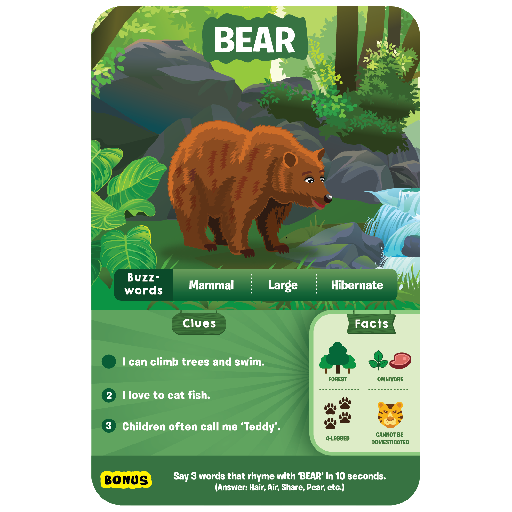 BEAR
Buzz-
words
Mammal
Large
Hibernate
Clues
I can climb trees and swim.
2 I love to eat fish.
3 Children often call me ‘Teddy’.
Facts
FOREST
OMNIVORE
4-LEGGED
CANNOT BE
DOMESTICATED
BONUS
Say 3 words that rhyme with ‘BEAR’ in 10 seconds.
(Answer: Hair, Air, Share, Pear, etc.)